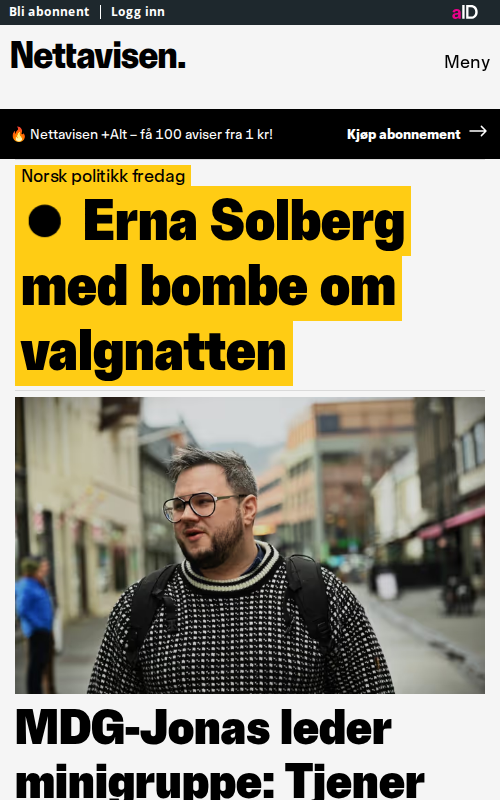 Bli abonnent | Logg inn
aID
Nettavisen.
Meny
Nettavisen +Alt – få 100 aviser fra 1 kr!
Kjøp abonnement →
Norsk politikk fredag
● Erna Solberg
med bombe om
valgnatten
MDG-Jonas leder
minigruppe: Tjener